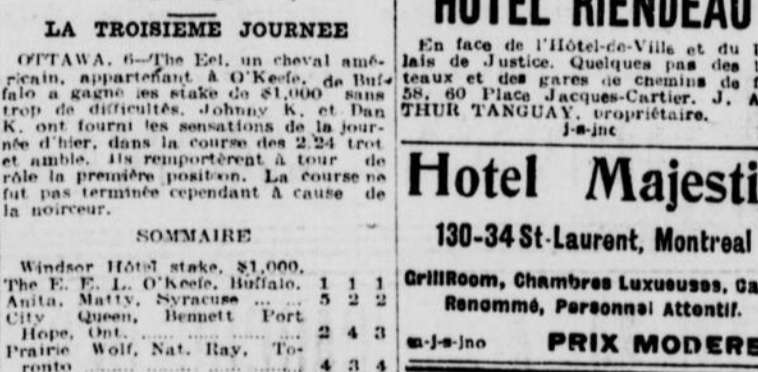 LA TROISIEME JOURNEE
OTTAWA, 6—The Eel, un cheval amé-
ricain, appartenant à O'Keefe, de Buf-
falo a gagné les stake de $1,000 sans
trop de difficultés. Johnny K. et Dan
K. ont fourni les sensations de la jour-
née d'hier, dans la course des 2.24 trot
et amble. Ils remportèrent à tour de
rôle la première position. La course ne
fut pas terminée cependant à cause de
la noirceur.
SOMMAIRE
Windsor Hôtel stake, $1,000.
The E. E. L. O'Keefe, Buffalo, 1 1 1
Anita, Matty, Syracuse ... ... 5 2 2
City Queen, Bennett Port
Hope, Ont. ... ... ... ... 2 4 3
Prairie Wolf, Nat. Ray, To-
ronto ... ... ... ... 4 3 4
HOTEL RIENDEAU
En face de l'Hôtel-de-Ville et du
lais de Justice. Quelques pas des
teaux et des gares de chemins de f
58, 60 Place Jacques-Cartier. J. A
THUR TANGUAY, propriétaire.
j-s-jnc
Hotel Majesti
130-34 St-Laurent, Montreal
GrillRoom, Chambres Luxueuses, Ca
Renommé, Personnel Attentif.
m-j-s-jno PRIX MODERE